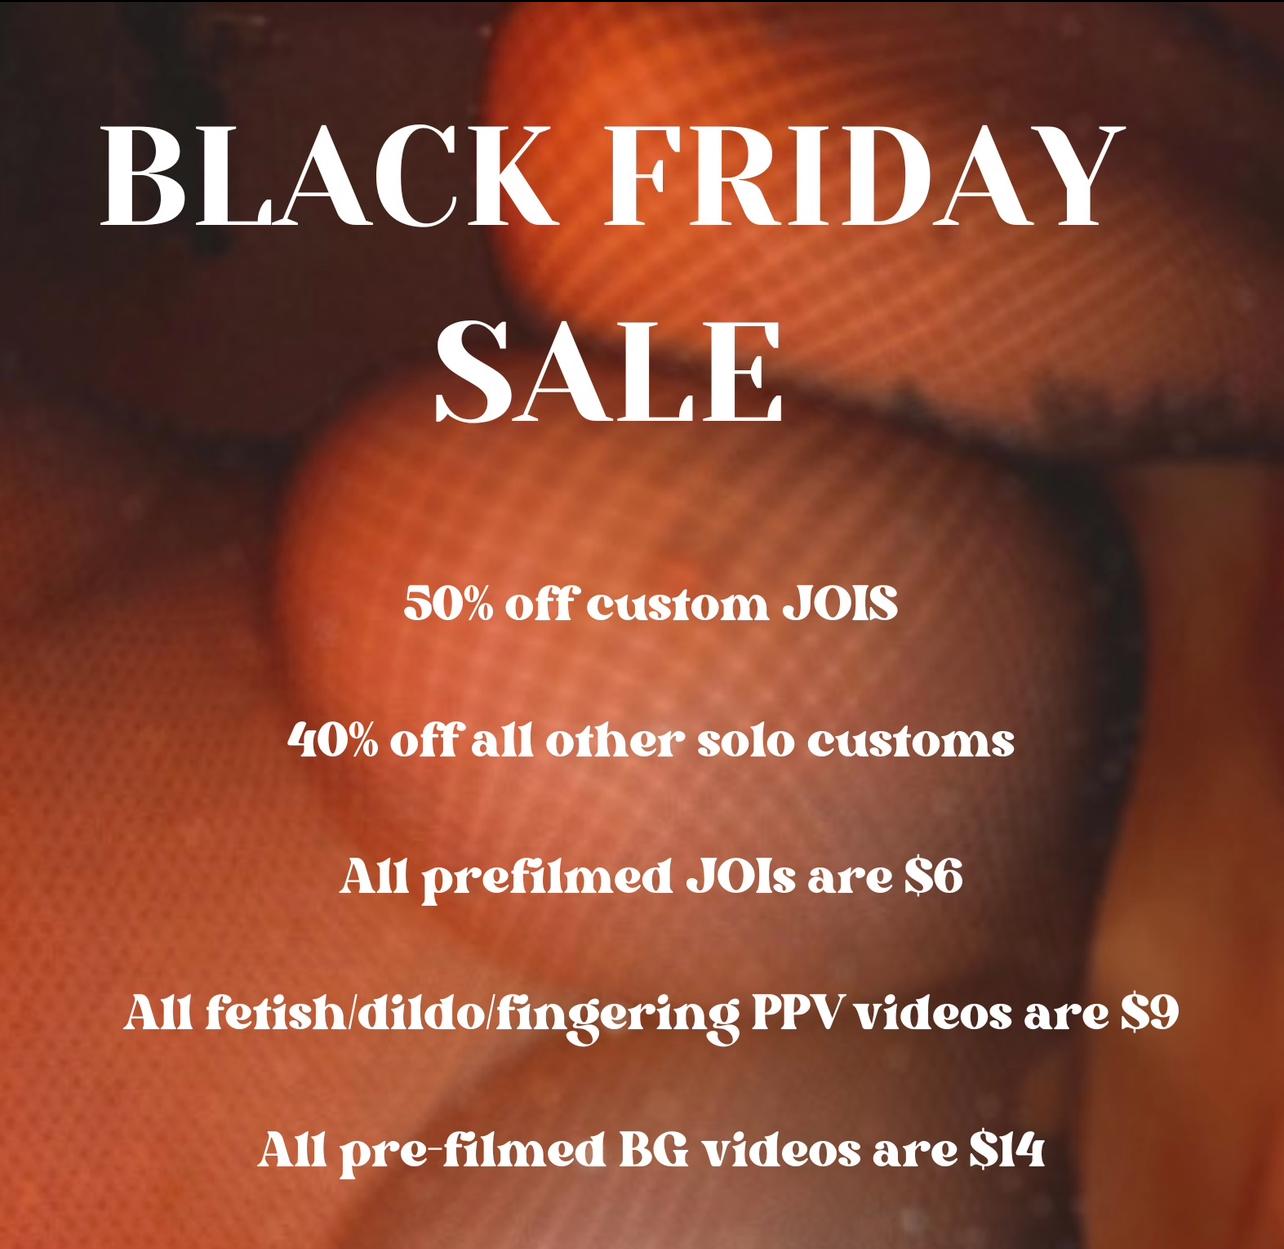 BLACK FRIDAY
SALE
50% off custom JOIS
40% off all other solo customs
All prefilmed JOIs are $6
All fetish/dildo/fingering PPV videos are $9
All pre-filmed BG videos are $14